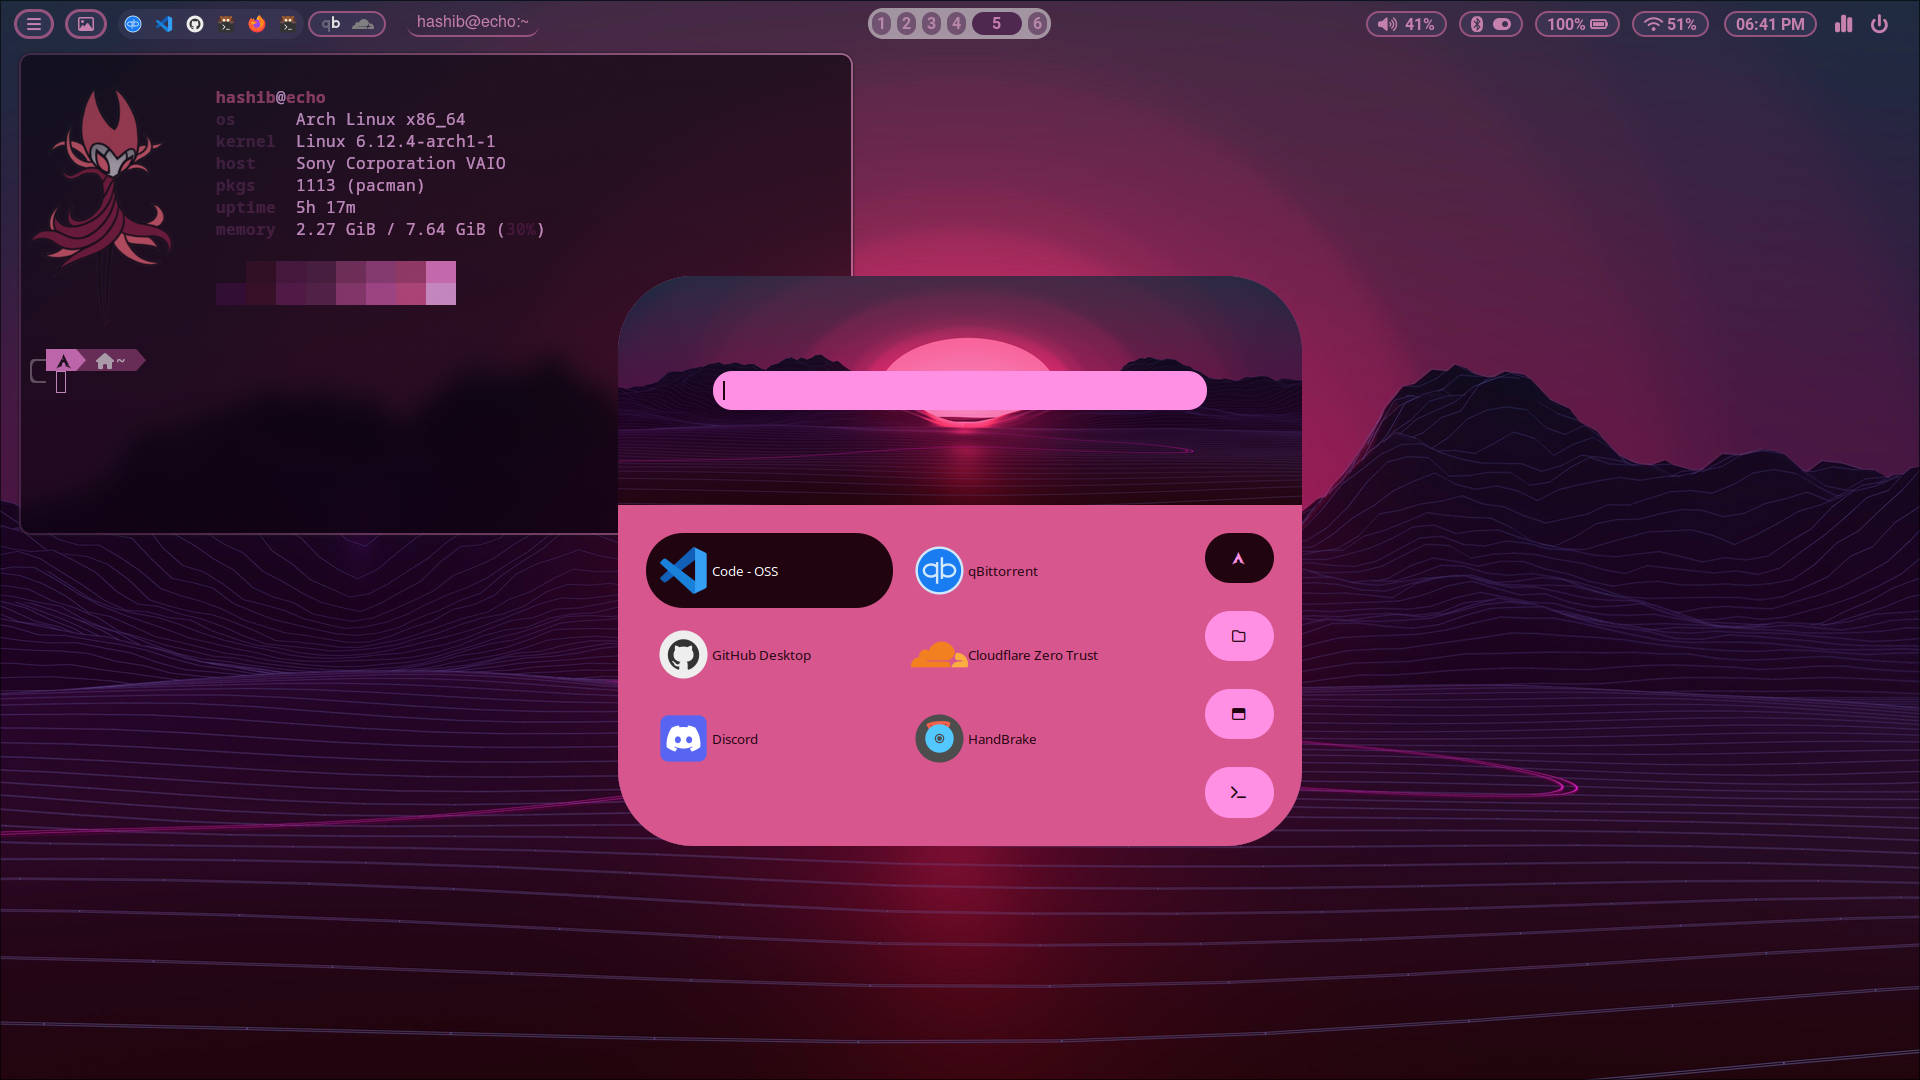 qb
hashib@echo:~
1 2 3 4 5 6
41%
100%
51%
06:41 PM
hashib@echo
os Arch Linux x86_64
kernel Linux 6.12.4-arch1-1
host Sony Corporation VAIO
pkgs 1113 (pacman)
uptime 5h 17m
memory 2.27 GiB / 7.64 GiB (30%)
~
Code - OSS
qb qBittorrent
GitHub Desktop
Cloudflare Zero Trust
Discord
HandBrake